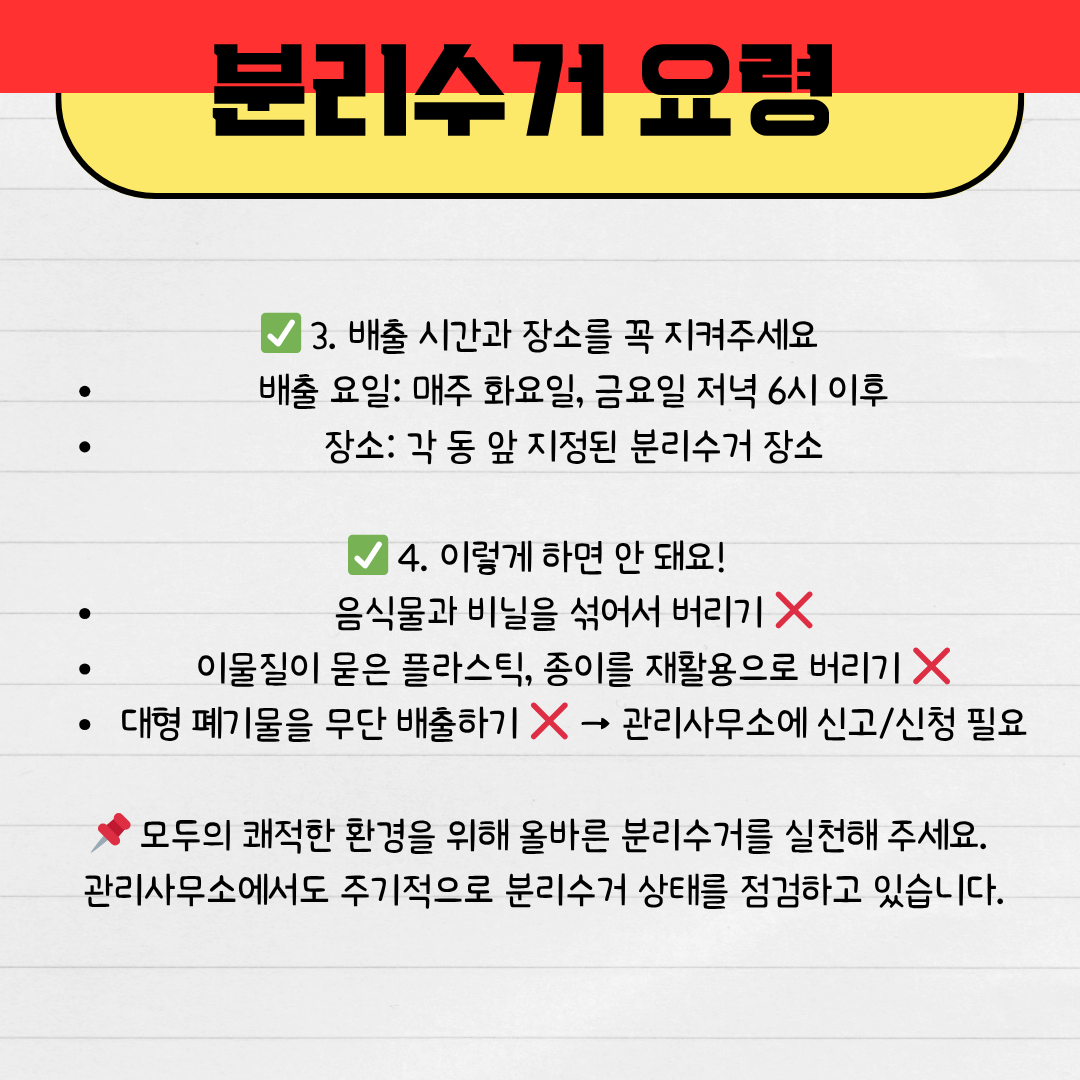 분리수거 요령
✅ 3. 배출 시간과 장소를 꼭 지켜주세요
• 배출 요일: 매주 화요일, 금요일 저녁 6시 이후
• 장소: 각 동 앞 지정된 분리수거 장소
✅ 4. 이렇게 하면 안 돼요!
• 음식물과 비닐을 섞어서 버리기 ❌
• 이물질이 묻은 플라스틱, 종이를 재활용으로 버리기 ❌
• 대형 폐기물을 무단 배출하기 ❌ → 관리사무소에 신고/신청 필요
📌 모두의 쾌적한 환경을 위해 올바른 분리수거를 실천해 주세요.
관리사무소에서도 주기적으로 분리수거 상태를 점검하고 있습니다.